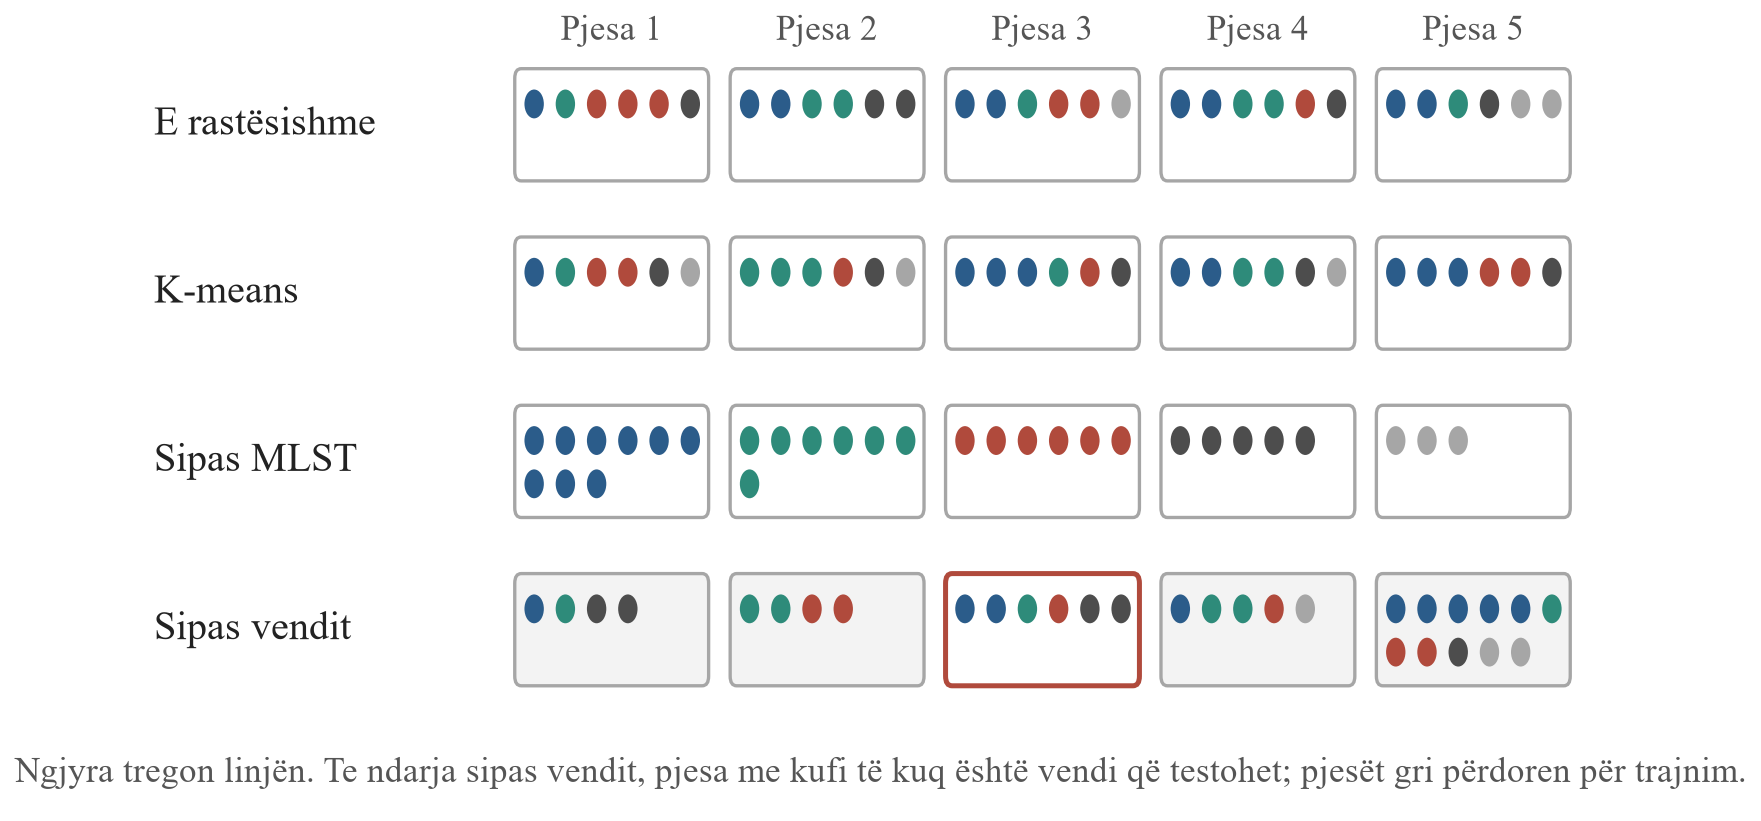 Pjesa 1 Pjesa 2 Pjesa 3 Pjesa 4 Pjesa 5
E rastësishme
K-means
Sipas MLST
Sipas vendit
Ngjyra tregon linjën. Te ndarja sipas vendit, pjesa me kufi të kuq është vendi që testohet; pjesët gri përdoren për trajnim.